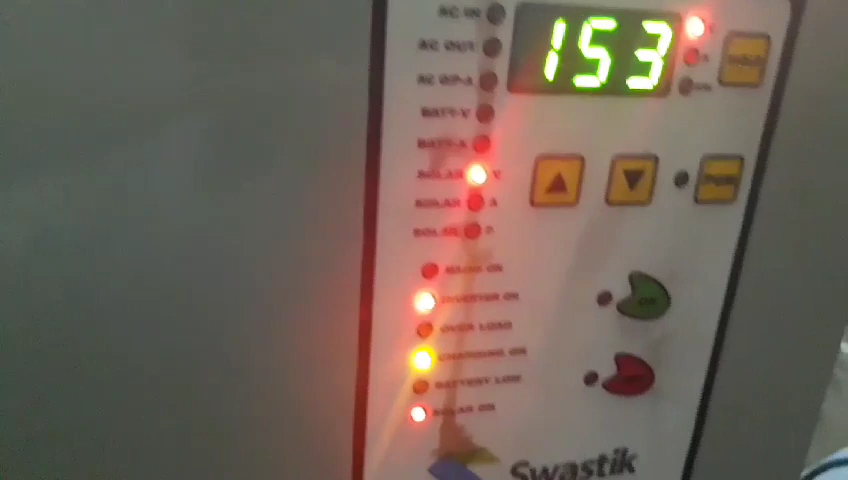 AC IN
153
AC OUT
AC O/P-A
BATT-V
BATT-A
SOLAR V
SOLAR A
SOLAR P
MAINS ON
INVERTER ON
OVER LOAD
CHARGING ON
BATTERY LOW
SOLAR ON
Swastik